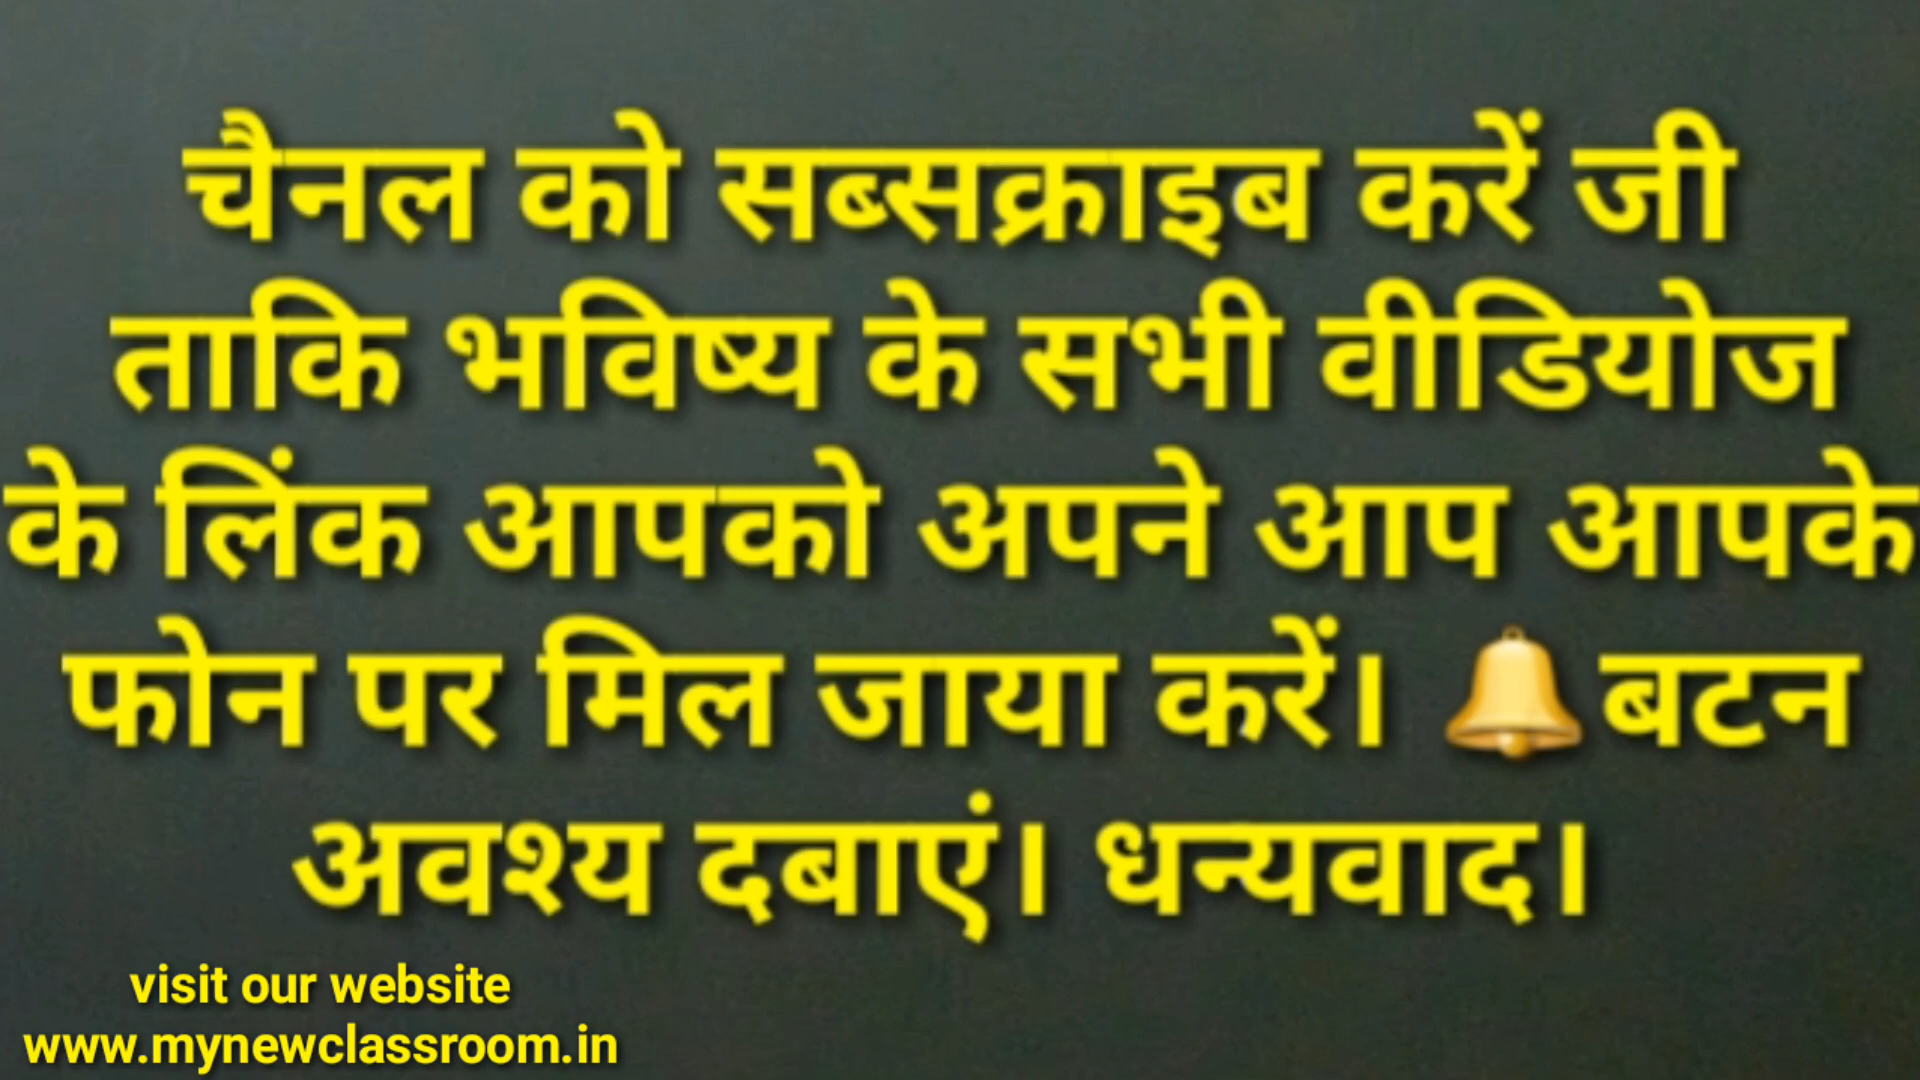 चैनल को सब्सक्राइब करें जी
ताकि भविष्य के सभी वीडियोज
के लिंक आपको अपने आप आपके
फोन पर मिल जाया करें। 🔔बटन
अवश्य दबाएं। धन्यवाद।
visit our website
www.mynewclassroom.in